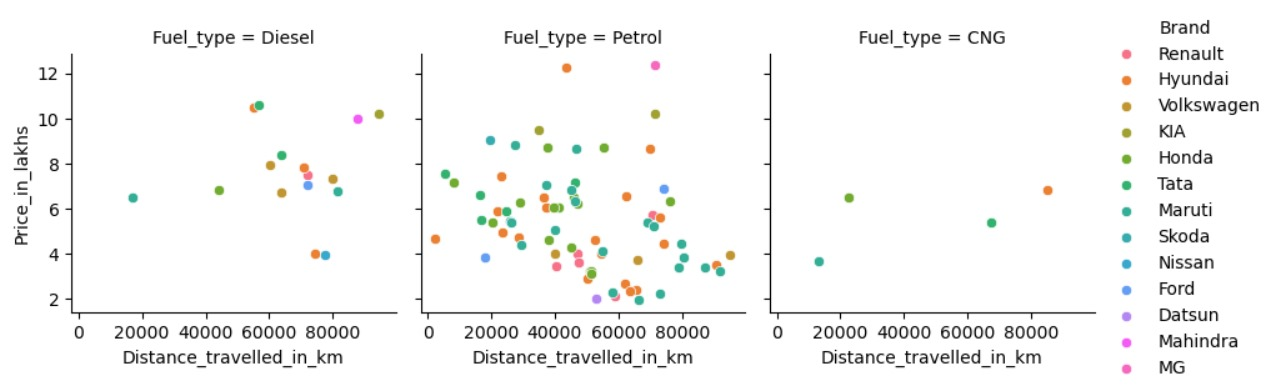 Fuel_type = Diesel
Fuel_type = Petrol
Fuel_type = CNG
Price_in_lakhs
12
10
8
6
4
2
0 20000 40000 60000 80000
0 20000 40000 60000 80000
0 20000 40000 60000 80000
Distance_travelled_in_km
Distance_travelled_in_km
Distance_travelled_in_km
Brand
Renault
Hyundai
Volkswagen
KIA
Honda
Tata
Maruti
Skoda
Nissan
Ford
Datsun
Mahindra
MG